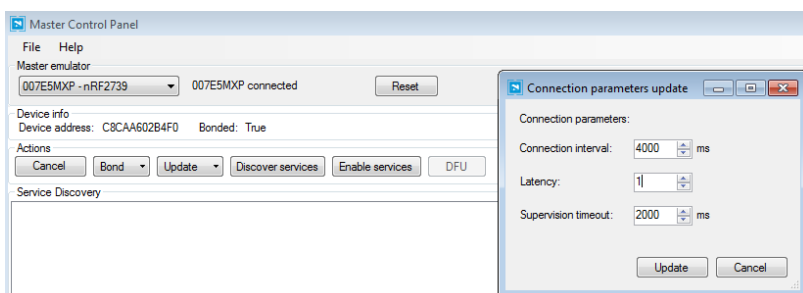 Master Control Panel
File Help
Master emulator
007E5MXP - nRF2739 007E5MXP connected Reset
Device info
Device address: C8CAA602B4F0 Bonded: True
Actions
Cancel Bond Update Discover services Enable services DFU
Service Discovery
Connection parameters update
Connection parameters:
Connection interval: 4000 ms
Latency: 1
Supervision timeout: 2000 ms
Update Cancel